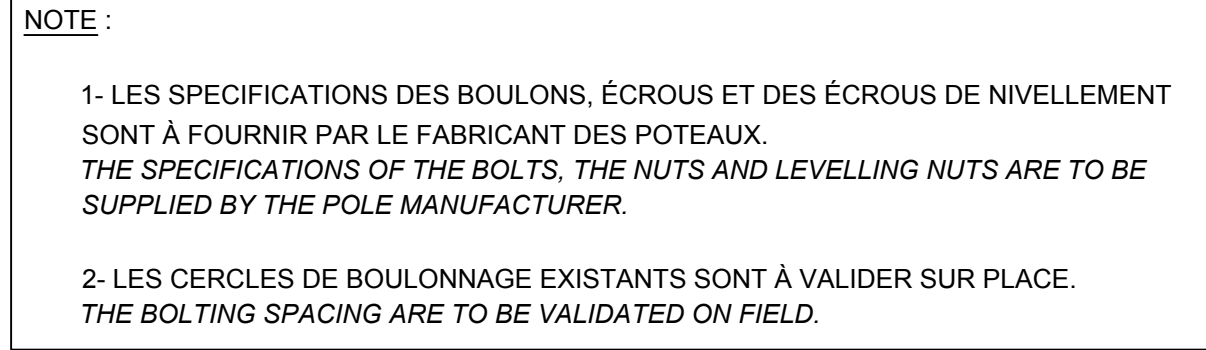 NOTE :
1- LES SPECIFICATIONS DES BOULONS, ÉCROUS ET DES ÉCROUS DE NIVELLEMENT
SONT À FOURNIR PAR LE FABRICANT DES POTEAUX.
THE SPECIFICATIONS OF THE BOLTS, THE NUTS AND LEVELLING NUTS ARE TO BE
SUPPLIED BY THE POLE MANUFACTURER.
2- LES CERCLES DE BOULONNAGE EXISTANTS SONT À VALIDER SUR PLACE.
THE BOLTING SPACING ARE TO BE VALIDATED ON FIELD.